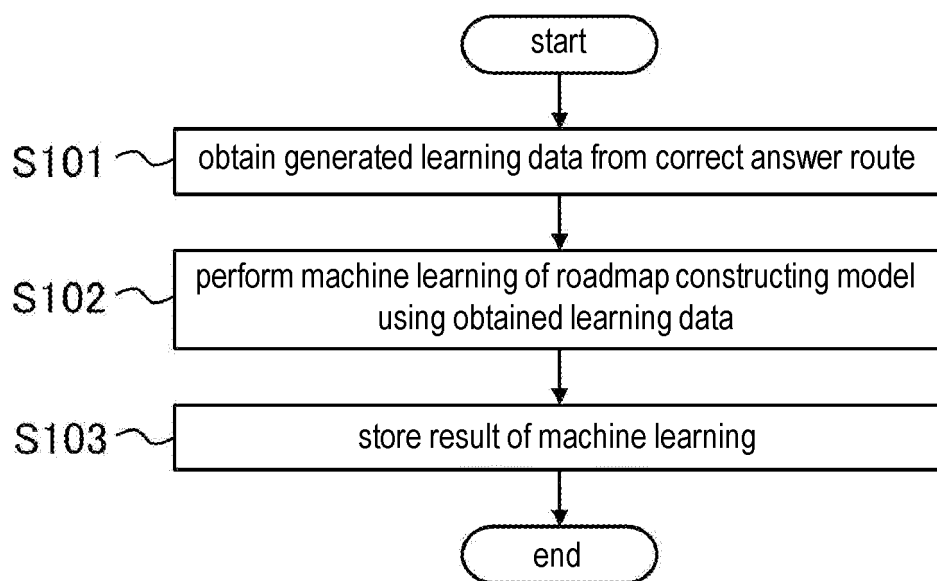 start
S101
obtain generated learning data from correct answer route
S102
perform machine learning of roadmap constructing model
using obtained learning data
S103
store result of machine learning
end